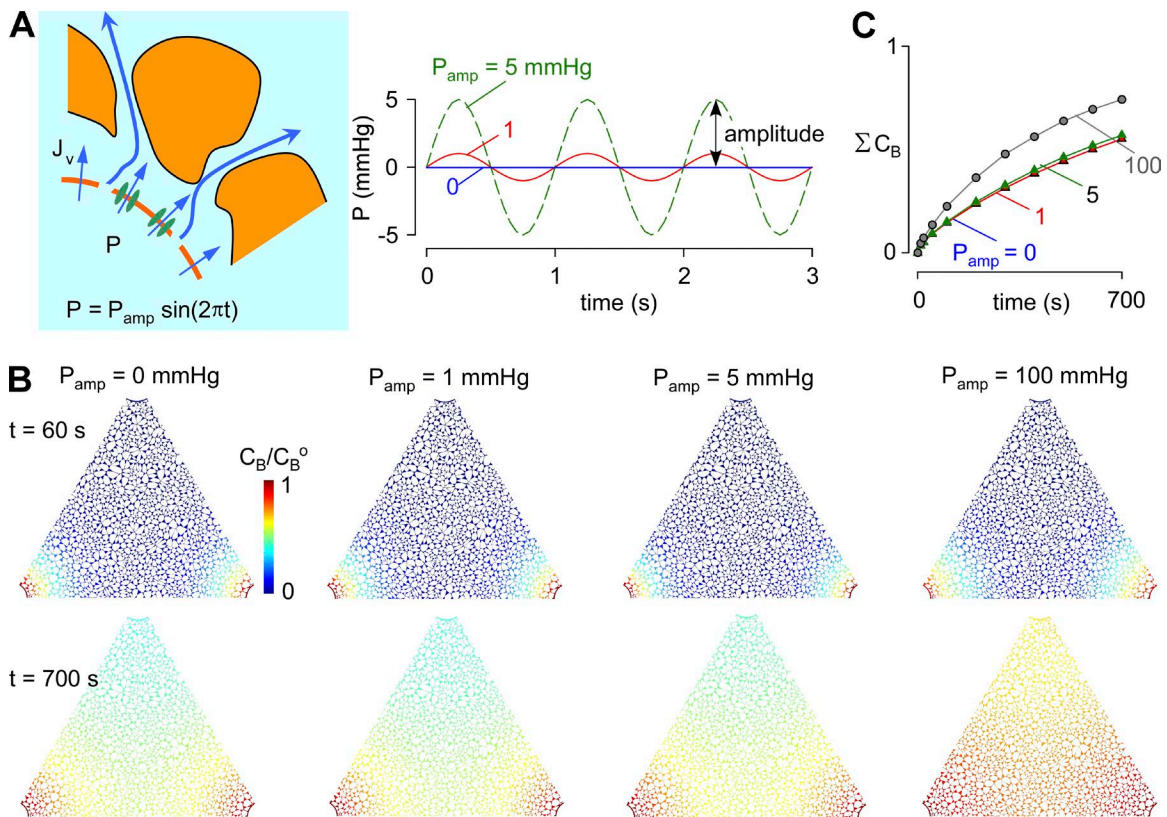 A
J_v
P
P = P_amp sin(2πt)
P_amp = 5 mmHg
5
0
-5
P (mmHg)
1
0
amplitude
0 1 2 3
time (s)
C
1
ΣC_B
0
100
5
1
P_amp = 0
0 700
time (s)
B
P_amp = 0 mmHg P_amp = 1 mmHg P_amp = 5 mmHg P_amp = 100 mmHg
t = 60 s
C_B/C_B^o
1
0
t = 700 s